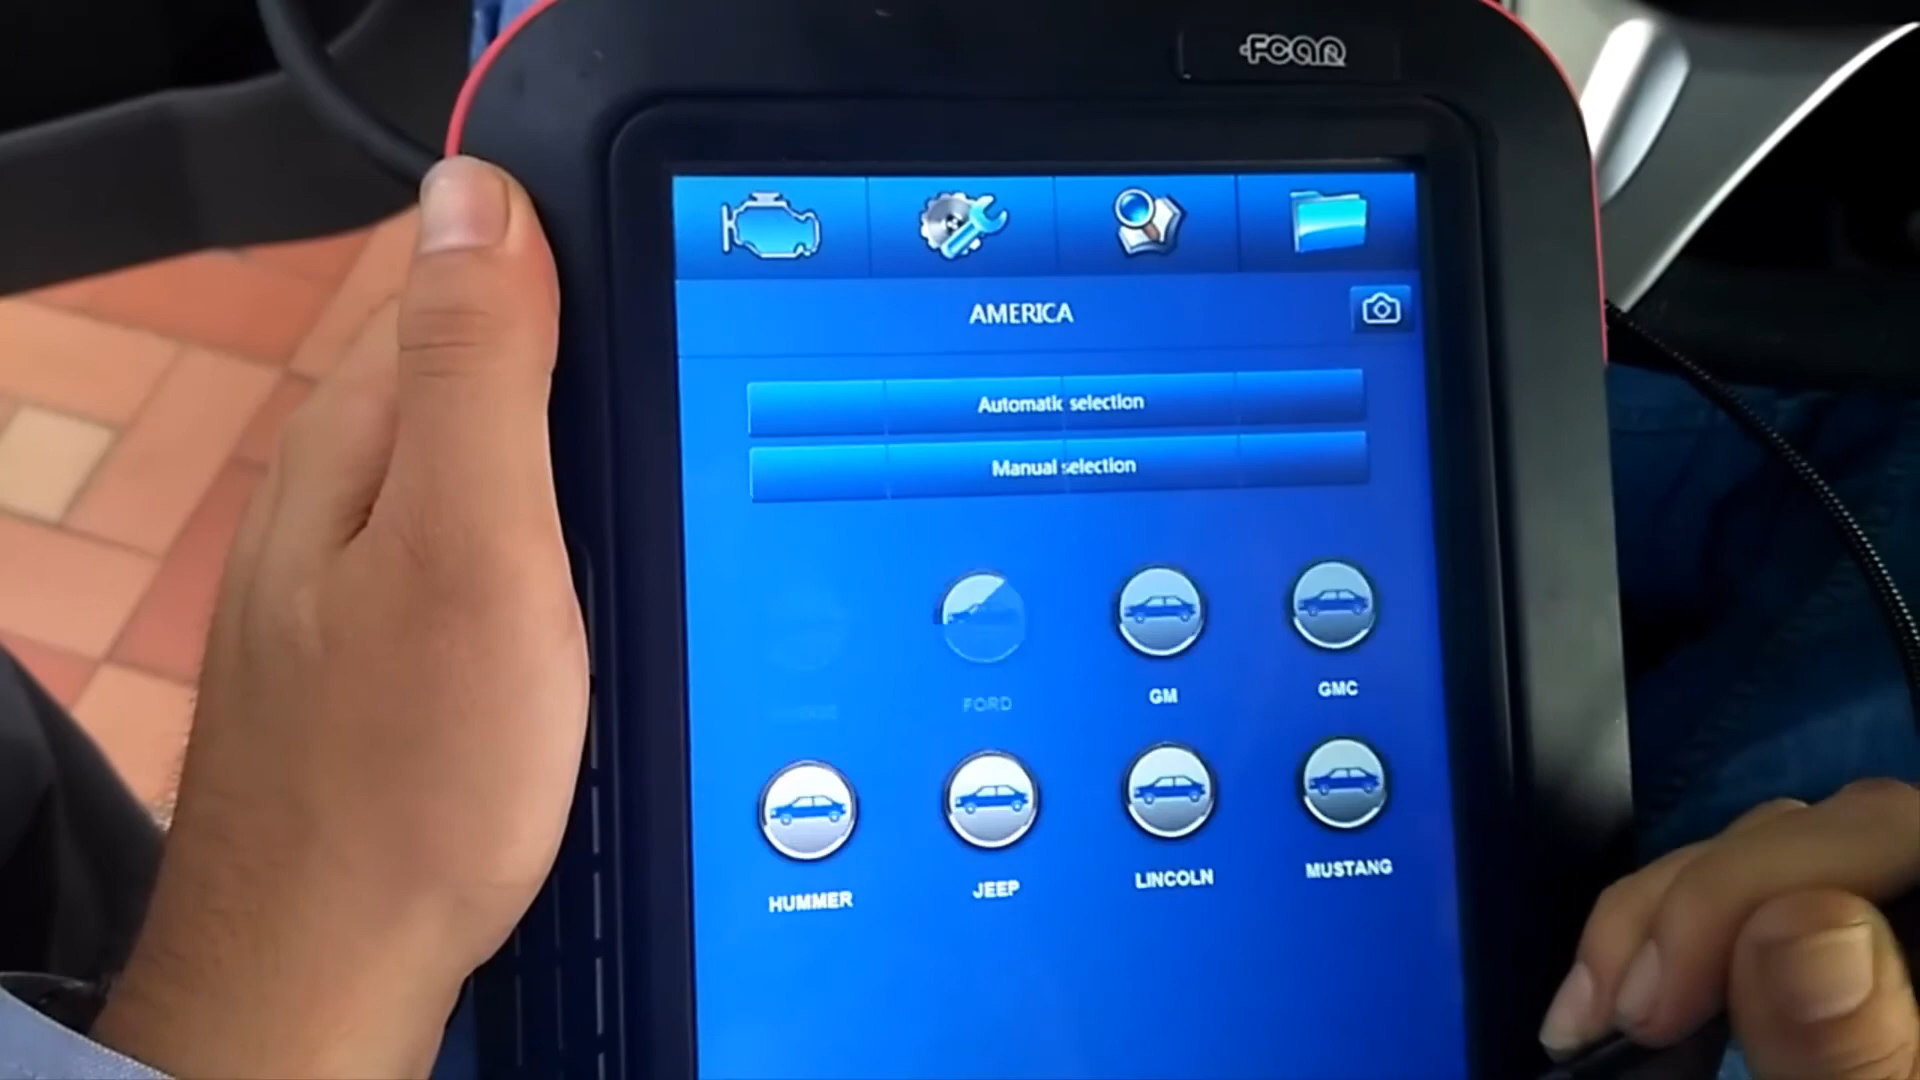 FCAR
AMERICA
Automatic selection
Manual selection
FORD
GM
GMC
HUMMER
JEEP
LINCOLN
MUSTANG